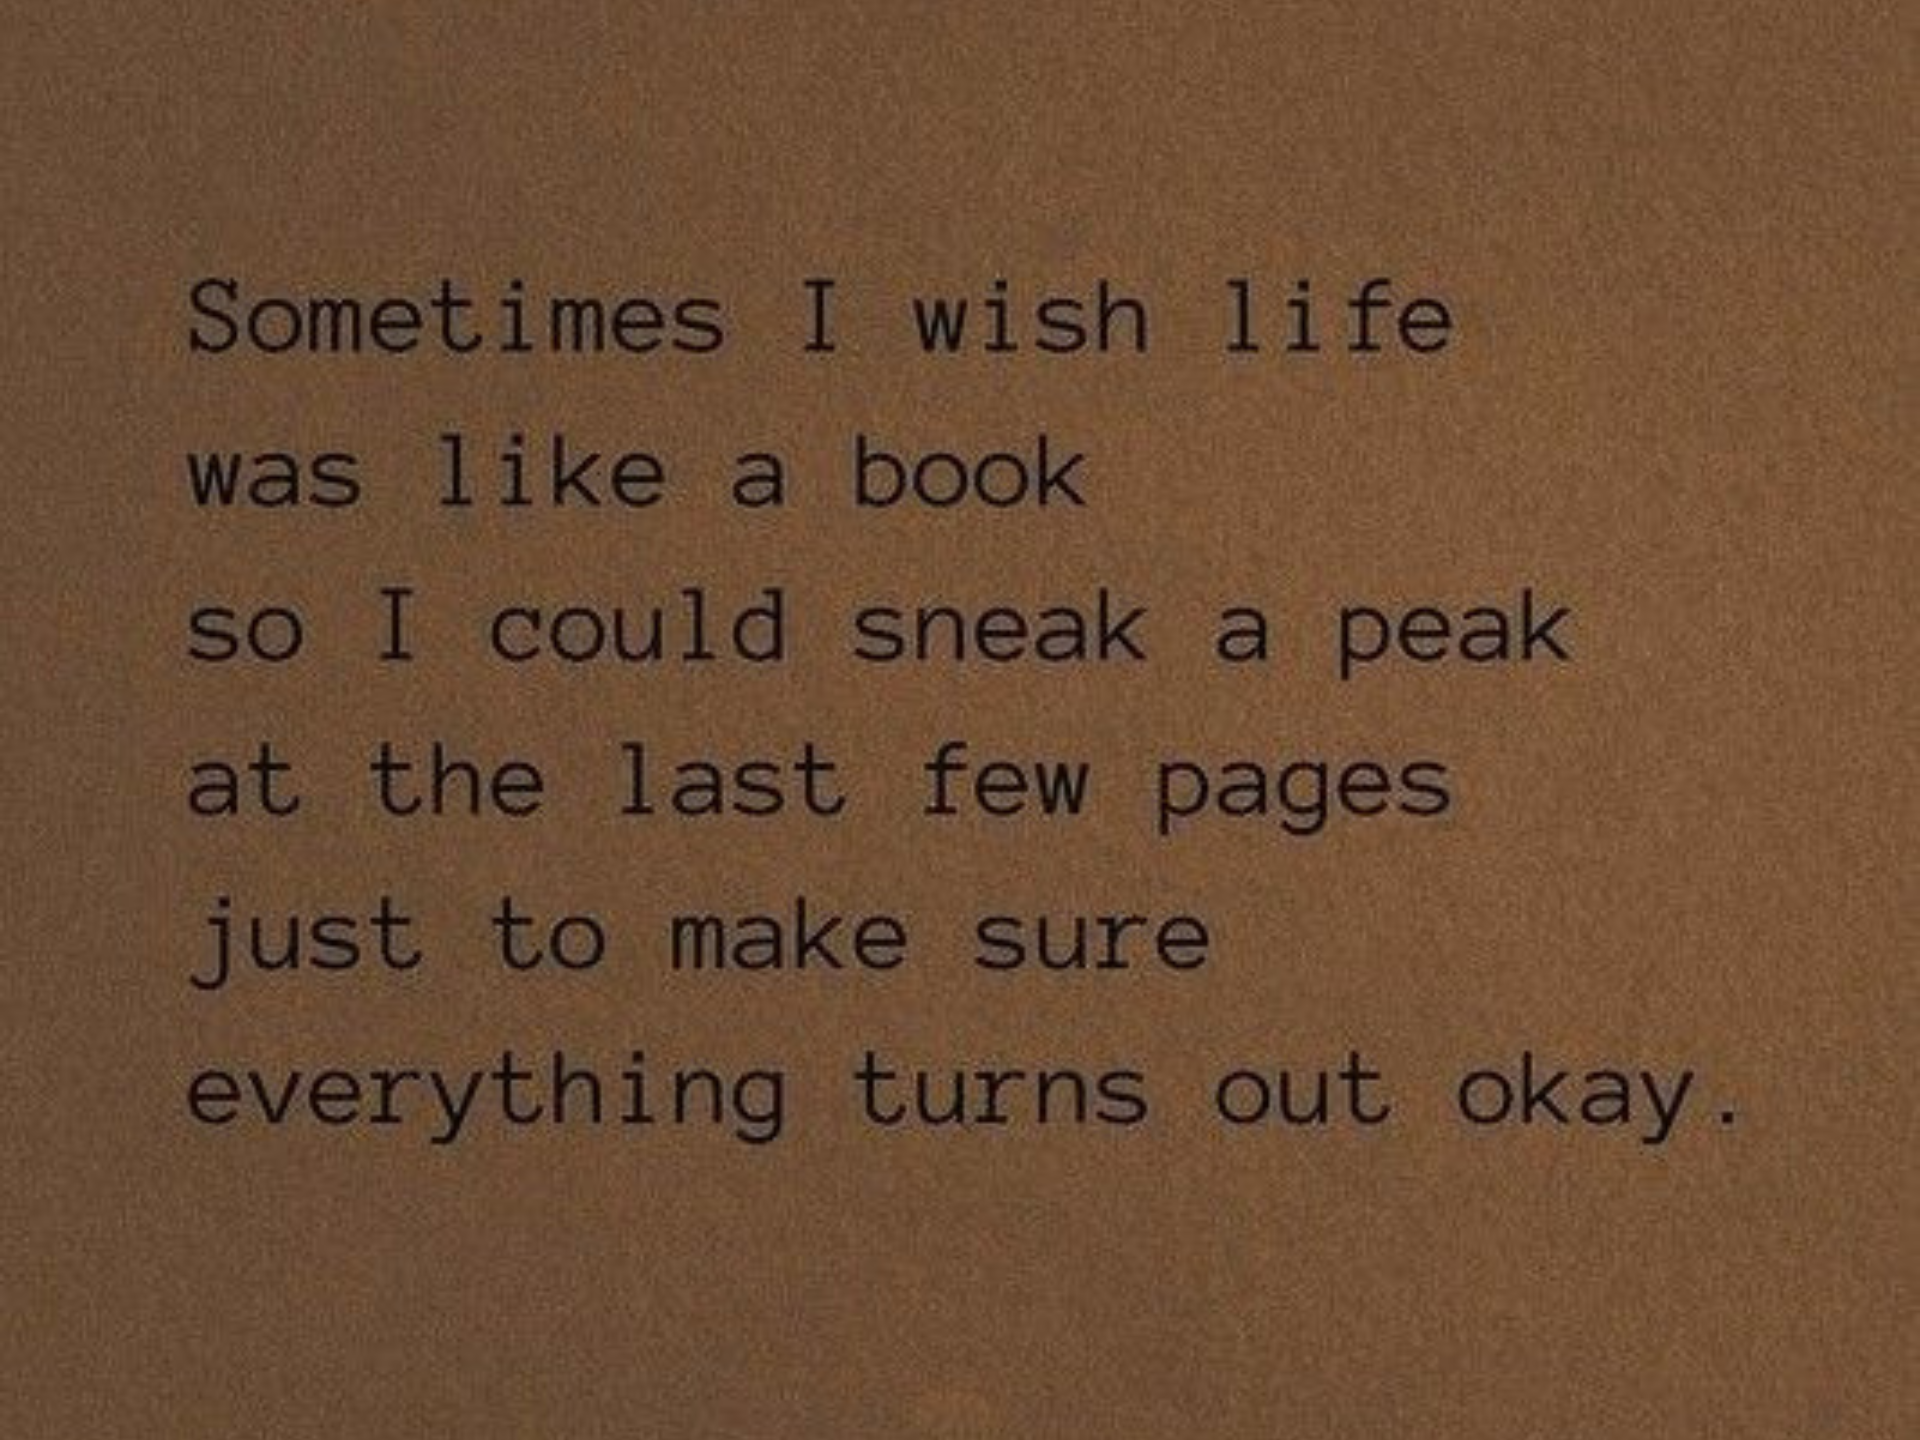 Sometimes I wish life
was like a book
so I could sneak a peak
at the last few pages
just to make sure
everything turns out okay.